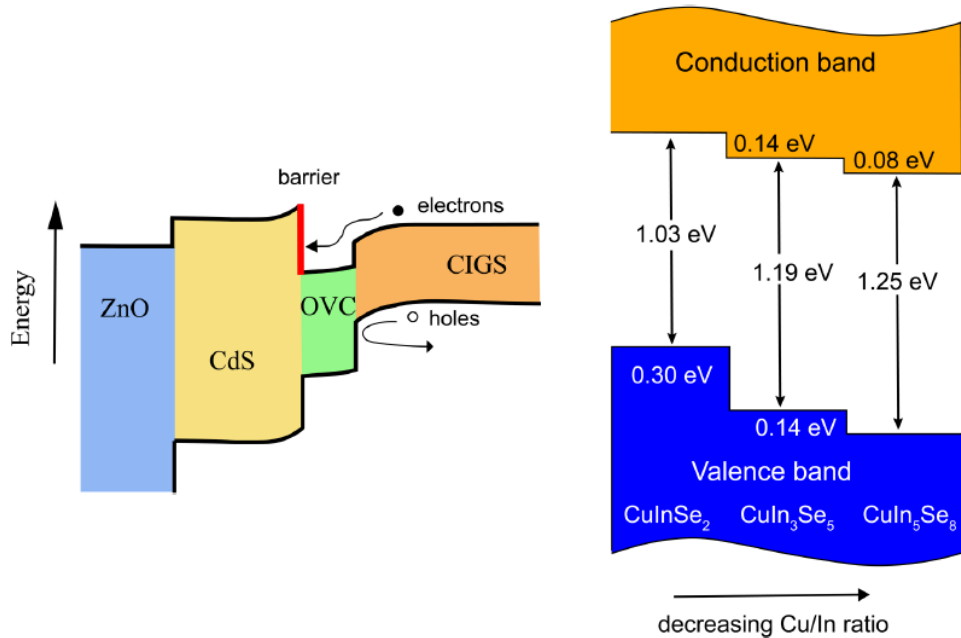 Energy
barrier
electrons
ZnO
CdS
OVC
CIGS
holes
Conduction band
0.14 eV
0.08 eV
1.03 eV
1.19 eV
1.25 eV
0.30 eV
0.14 eV
Valence band
CuInSe₂
CuIn₃Se₅
CuIn₅Se₈
decreasing Cu/In ratio